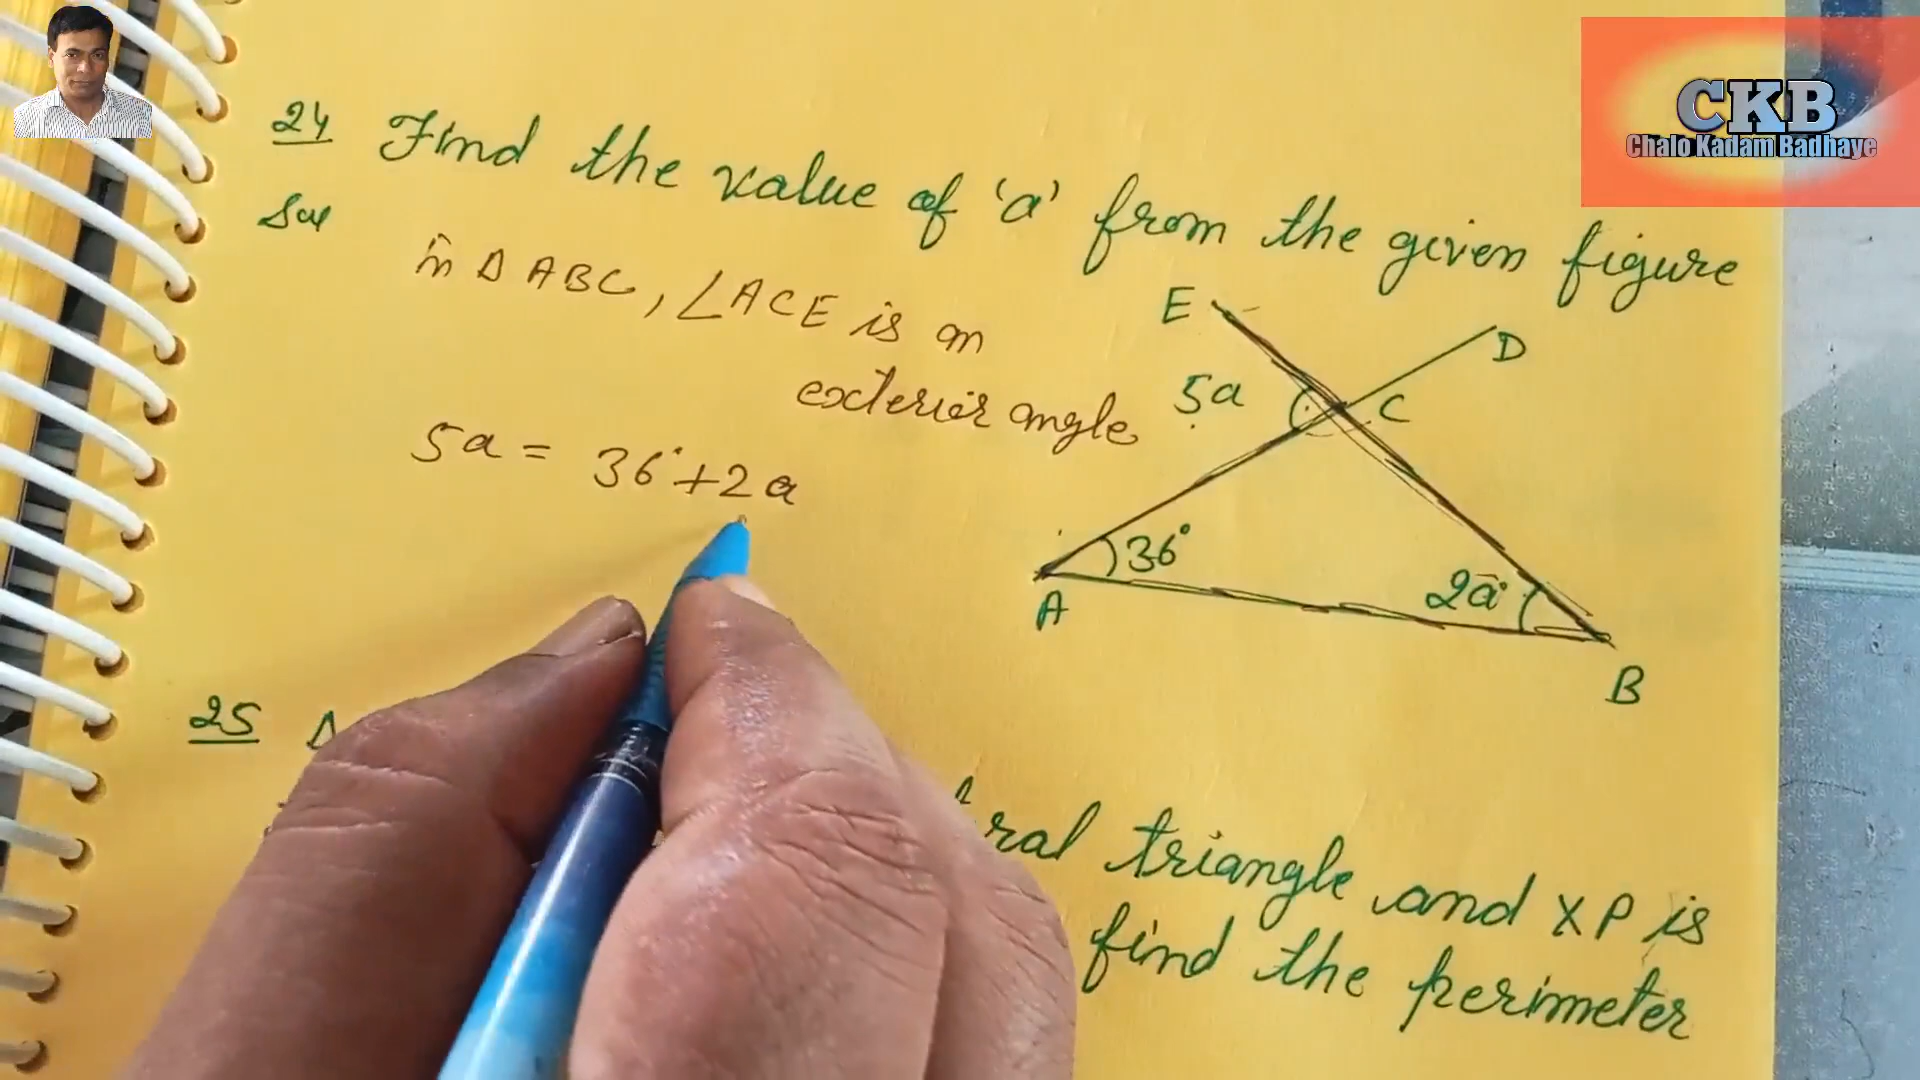 CKB
Chalo Kadam Badhaye
24 Find the value of 'a' from the given figure
Sol
in Δ ABC, ∠ACE is an
exterior angle
5a = 36° + 2a
E
D
5a
C
36°
2a°
A
B
25 Δ
ral triangle and XP is
find the perimeter